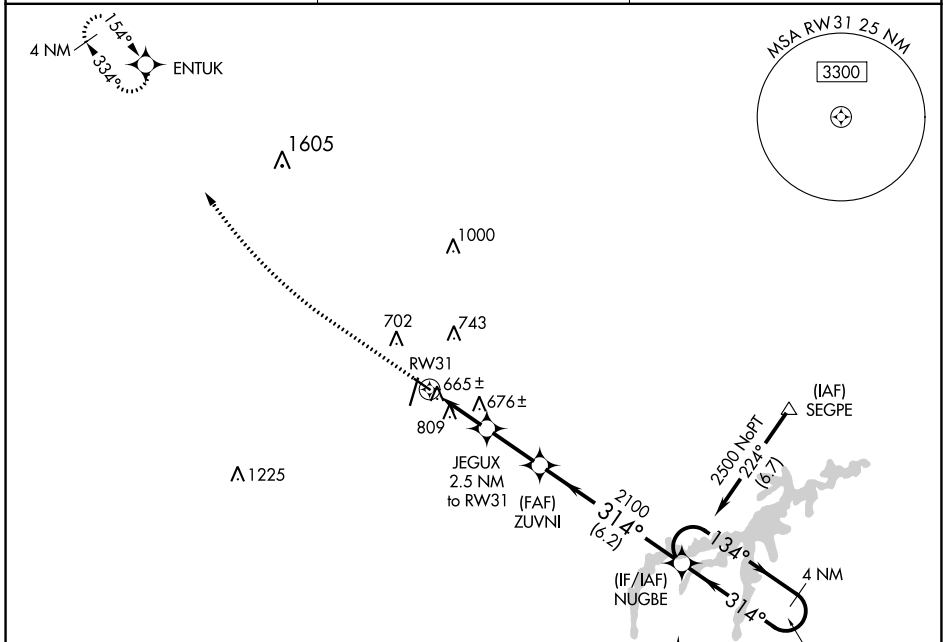 4 NM
154°
334°
ENTUK
MSA RW31 25 NM
3300
1605
1000
702
743
RW31
665±
676±
809
1225
JEGUX
2.5 NM
to RW31
(FAF)
ZUVNI
(IAF)
SEGPE
2500 NoPT
224°
(6.7)
2100
314°
(6.2)
(IF/IAF)
NUGBE
134°
314°
4 NM